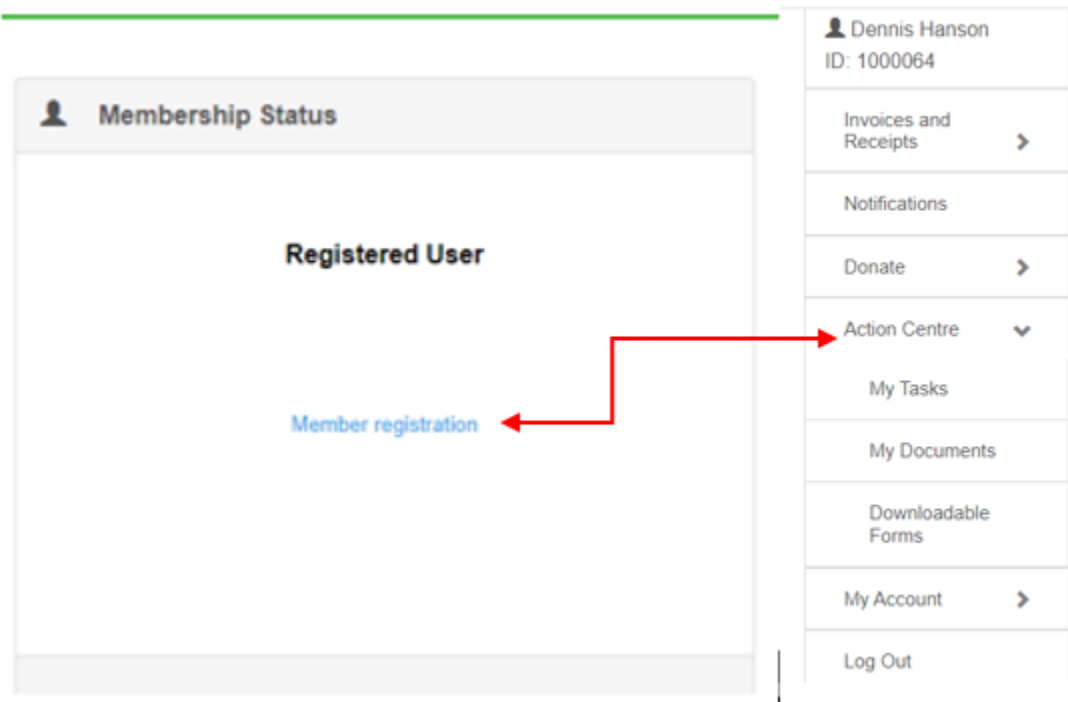 Membership Status
Registered User
Member registration
Dennis Hanson
ID: 1000064
Invoices and
Receipts
Notifications
Donate
Action Centre
My Tasks
My Documents
Downloadable
Forms
My Account
Log Out